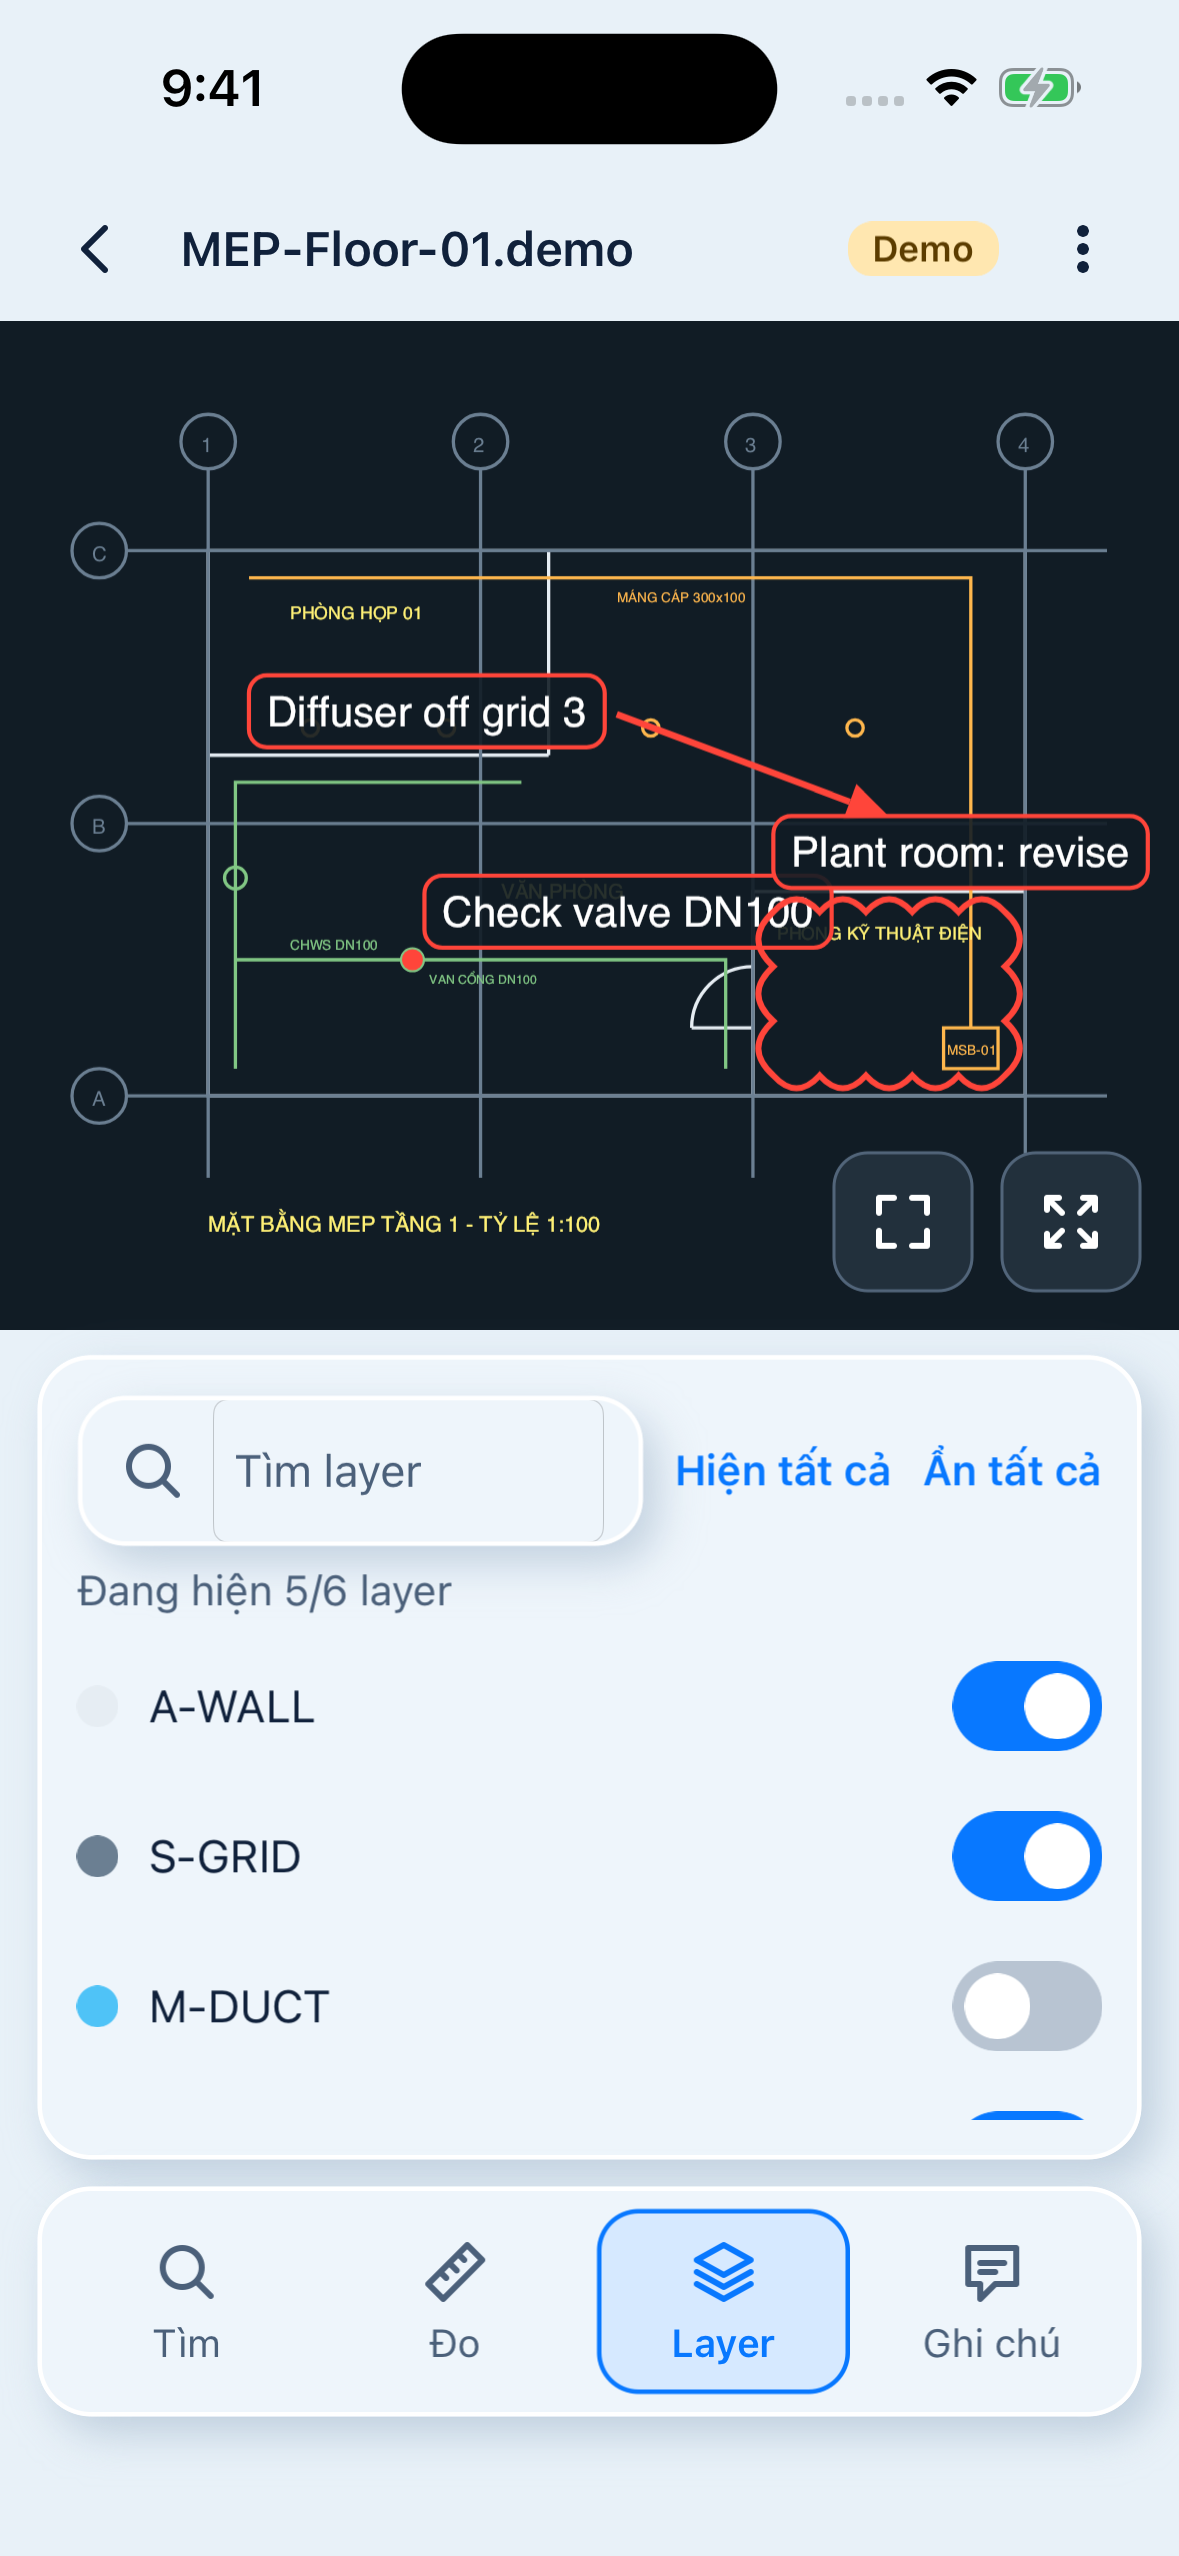 9:41
MEP-Floor-01.demo
Demo
1
2
3
4
C
PHÒNG HỌP 01
MÁNG CÁP 300x100
Diffuser off grid 3
B
Plant room: revise
VĂN PHÒNG
Check valve DN100
PHÒNG KỸ THUẬT ĐIỆN
CHWS DN100
VAN CỔNG DN100
MSB-01
A
MẶT BẰNG MEP TẦNG 1 - TỶ LỆ 1:100
Tìm layer
Hiện tất cả
Ẩn tất cả
Đang hiện 5/6 layer
A-WALL
S-GRID
M-DUCT
Tìm
Đo
Layer
Ghi chú